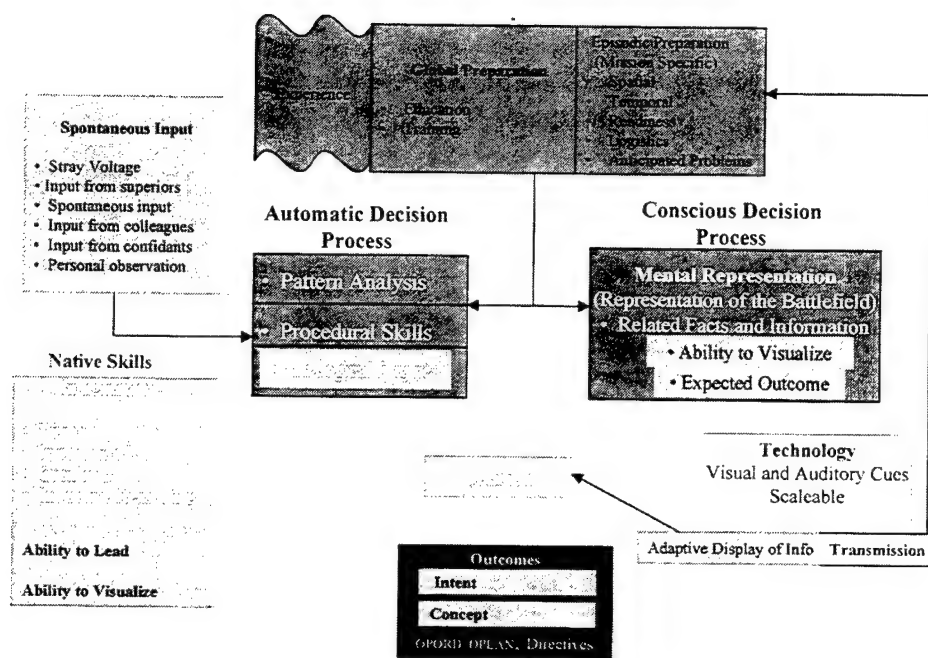 Experience
Global Preparation
• Education
• Training
Episodic Preparation
(Mission Specific)
• Spatial
• Temporal
• Readiness
• Logistics
• Anticipated Problems
Spontaneous Input
• Stray Voltage
• Input from superiors
• Spontaneous input
• Input from colleagues
• Input from confidants
• Personal observation
Automatic Decision
Process
• Pattern Analysis
• Procedural Skills
Conscious Decision
Process
Mental Representation
(Representation of the Battlefield)
• Related Facts and Information
• Ability to Visualize
• Expected Outcome
Native Skills
Ability to Lead
Ability to Visualize
Technology
Visual and Auditory Cues
Scaleable
Adaptive Display of Info Transmission
Outcomes
Intent
Concept
OPORD OPLAN, Directives